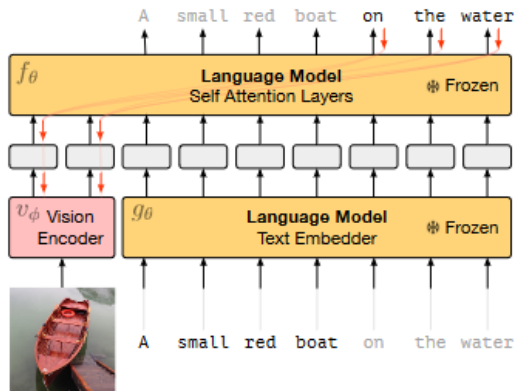 A small red boat on the water
fθ
Language Model
Self Attention Layers
❄ Frozen
vϕ Vision
Encoder
gθ
Language Model
Text Embedder
❄ Frozen
A small red boat on the water